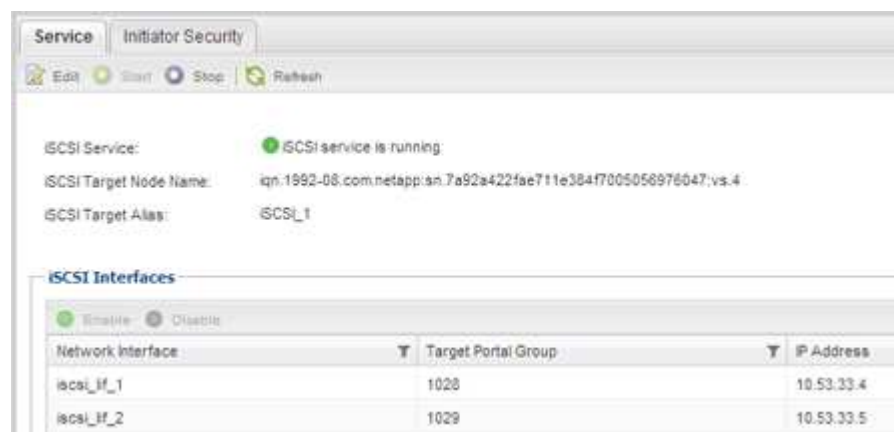 Service Initiator Security
Edit Start Stop Refresh
iSCSI Service: iSCSI service is running
iSCSI Target Node Name: iqn.1992-08.com.netapp:sn.7a92a422fae711e384f7005056976047:vs.4
iSCSI Target Alias: iSCSI_1
iSCSI Interfaces
Enable Disable
Network Interface Target Portal Group IP Address
iscsi_lif_1 1028 10.53.33.4
iscsi_lif_2 1029 10.53.33.5